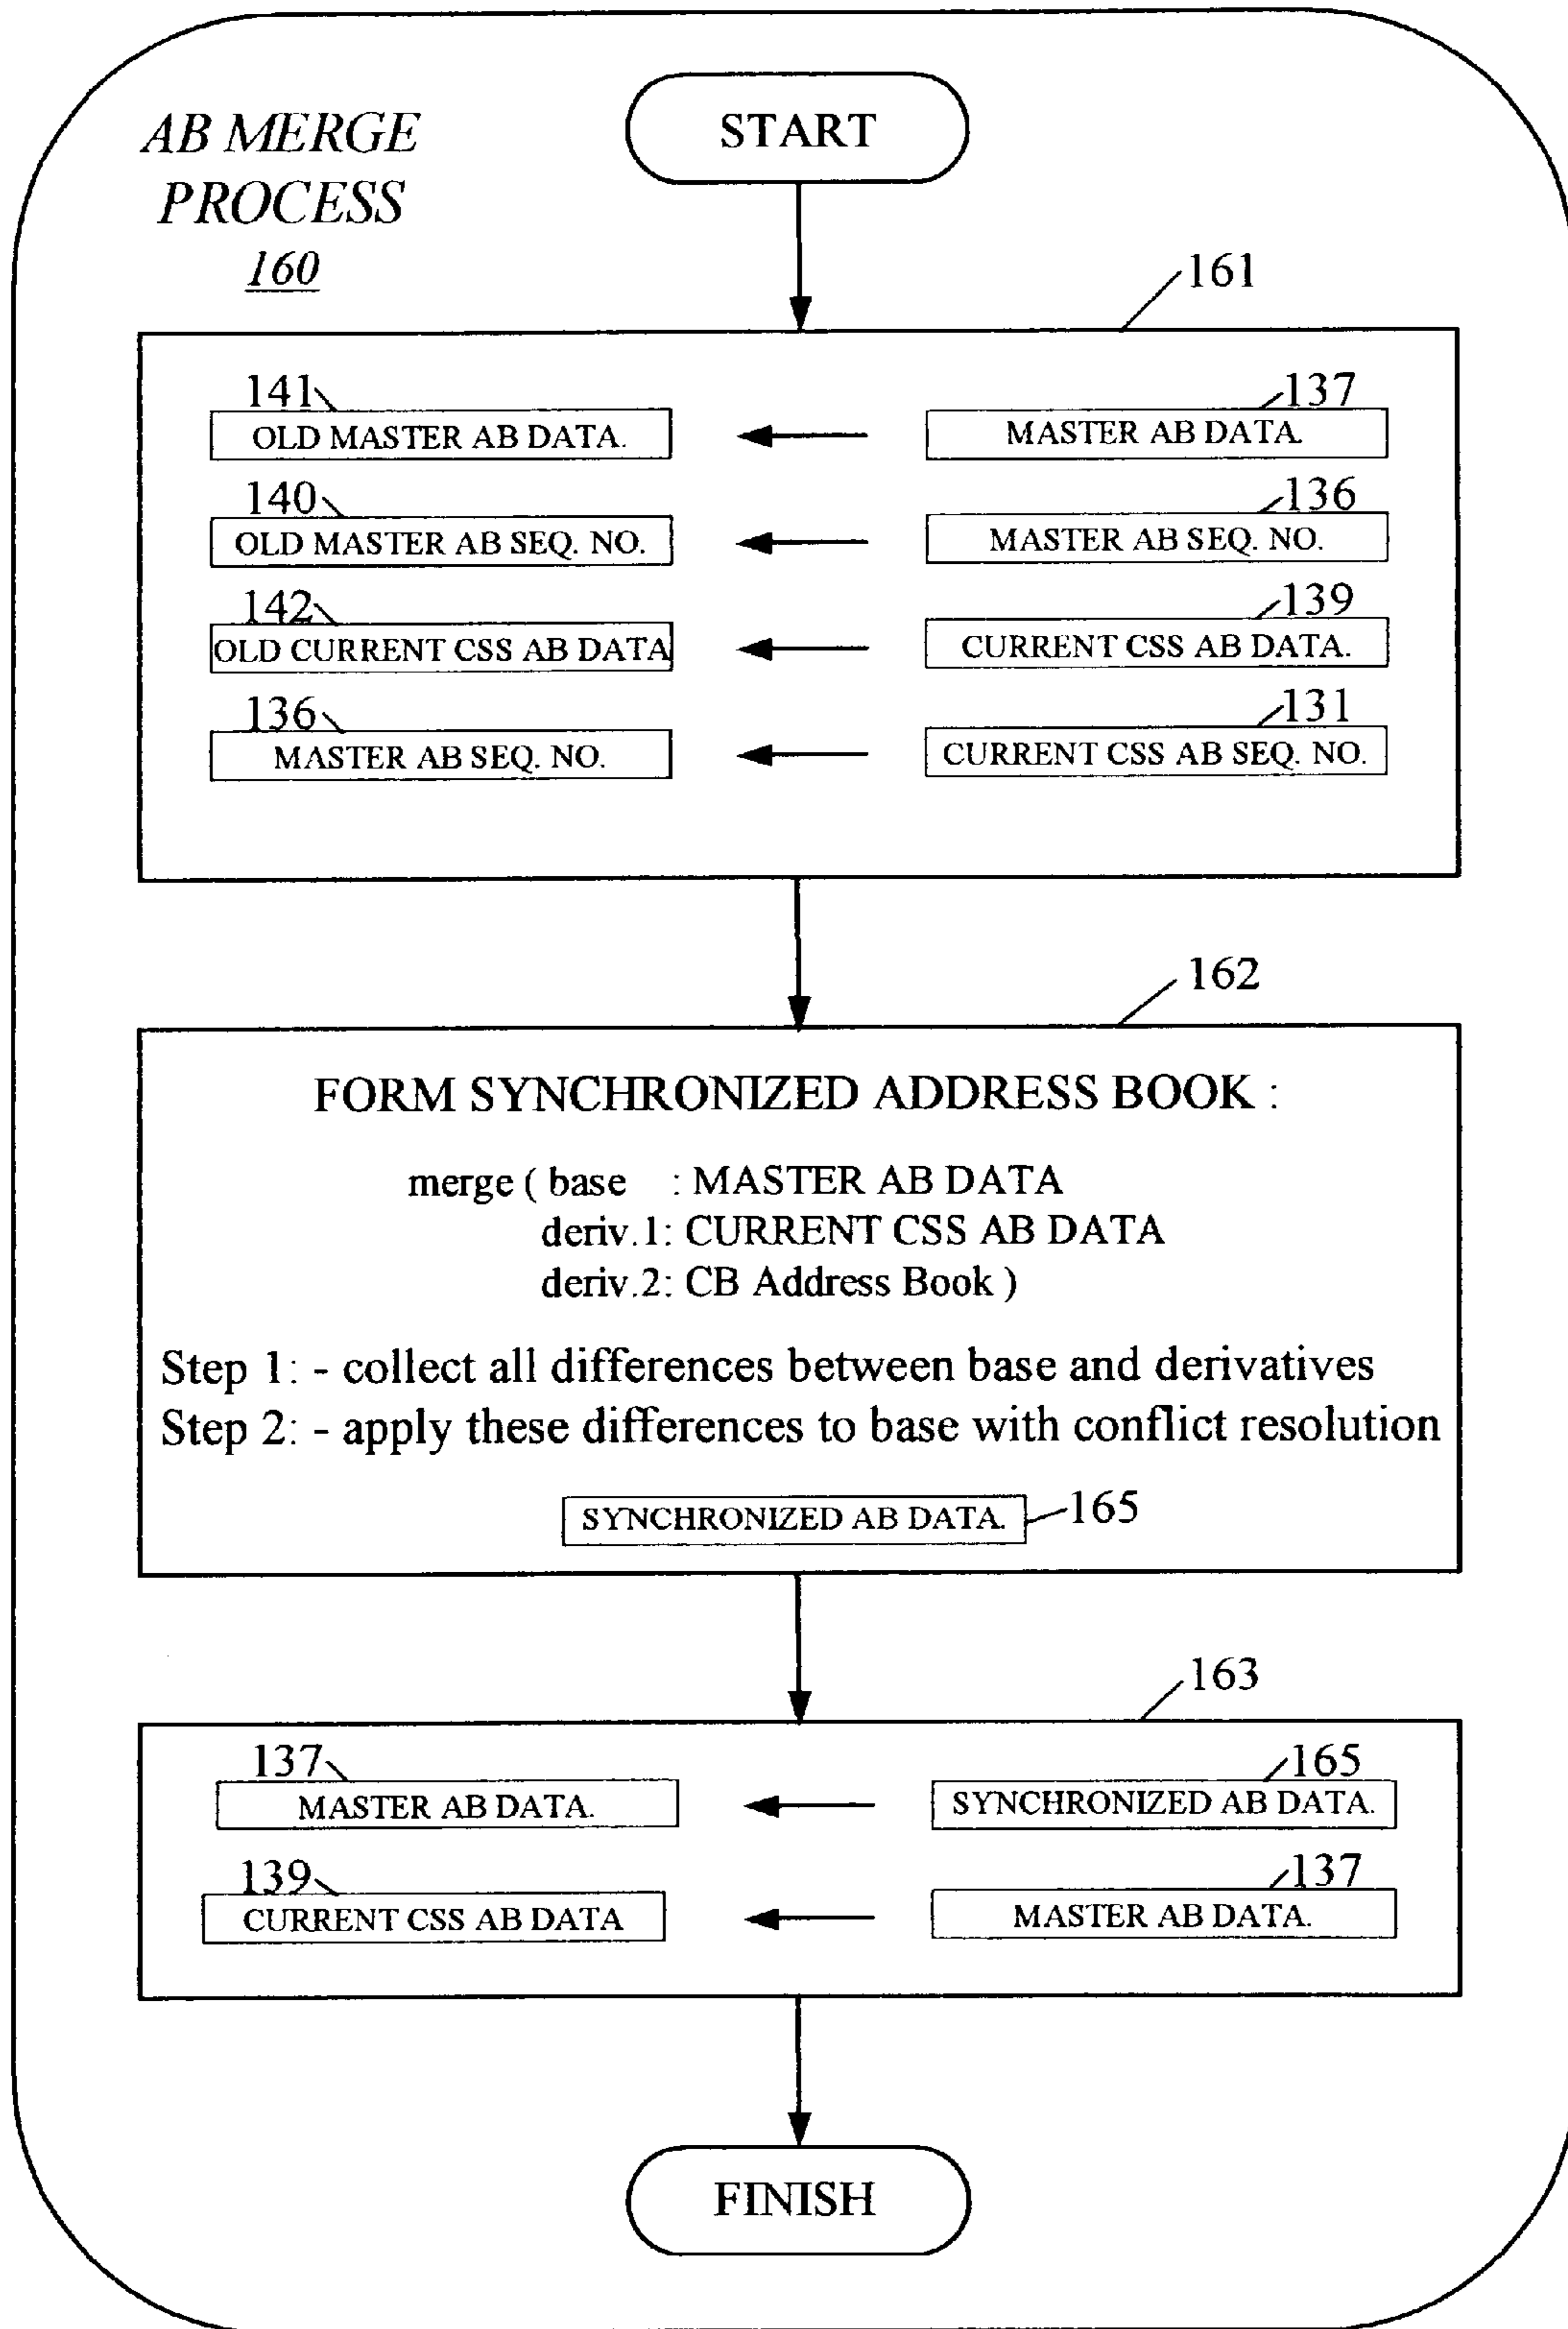 AB MERGE
PROCESS
160
START
161
141 137
OLD MASTER AB DATA. MASTER AB DATA.
140 136
OLD MASTER AB SEQ. NO. MASTER AB SEQ. NO.
142 139
OLD CURRENT CSS AB DATA CURRENT CSS AB DATA.
136 131
MASTER AB SEQ. NO. CURRENT CSS AB SEQ. NO.
162
FORM SYNCHRONIZED ADDRESS BOOK :
merge ( base : MASTER AB DATA
deriv.1: CURRENT CSS AB DATA
deriv.2: CB Address Book )
Step 1: - collect all differences between base and derivatives
Step 2: - apply these differences to base with conflict resolution
SYNCHRONIZED AB DATA. 165
163
137 165
MASTER AB DATA. SYNCHRONIZED AB DATA.
139 137
CURRENT CSS AB DATA MASTER AB DATA.
FINISH